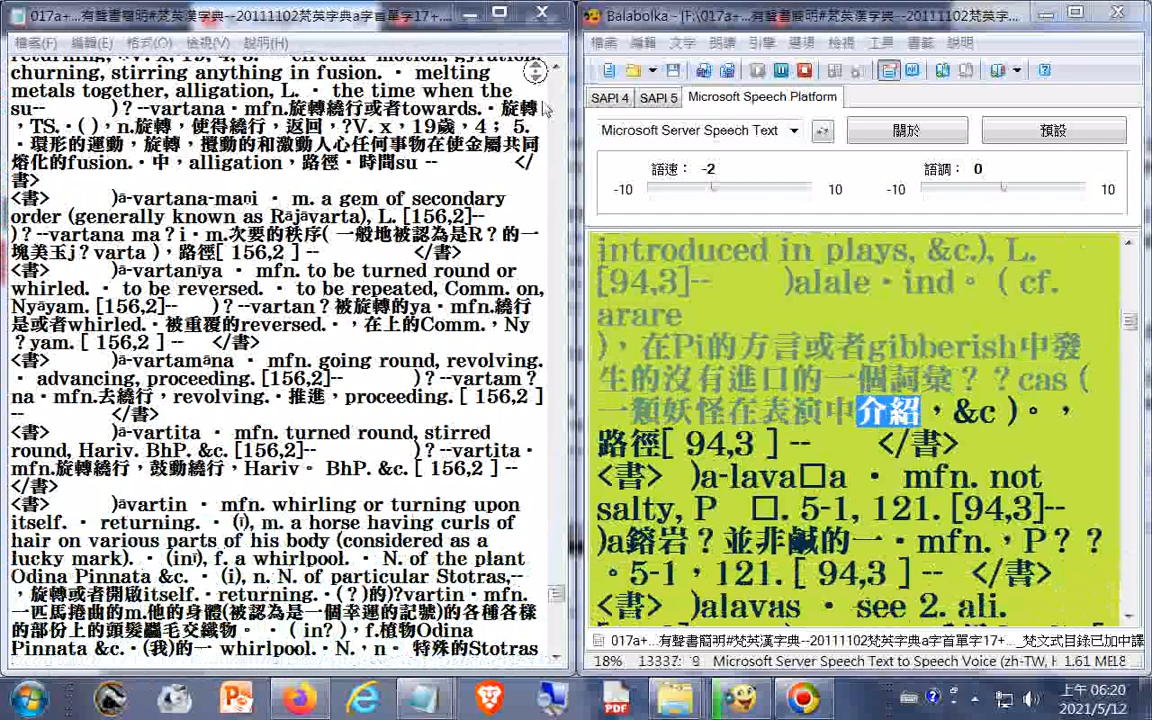 017a+...有聲書簡明#梵英漢字典--20111102梵英字典a字首單字17+...
檔案(F) 編輯(E) 格式(O) 檢視(V) 說明(H)
churning, stirring anything in fusion. • melting
metals together, alligation, L. • the time when the
su-- )?--vartana•mfn.旋轉繞行或者towards.•旋轉
，TS.•( ),n.旋轉，使得繞行，返回，?V. x，19歲，4； 5.
•環形的運動，旋轉，攪動的和激動人心任何事物在使金屬共同
熔化的fusion.•中，alligation，路徑•時間su -- </
書>
<書> )ā-vartana-maṇi • m. a gem of secondary
order (generally known as Rājāvarta), L. [156,2]--
)?--vartana ma?i•m.次要的秩序( 一般地被認為是R?的一
塊美玉j?varta )，路徑[ 156,2 ] -- </書>
<書> )ā-vartanīya • mfn. to be turned round or
whirled. • to be reversed. • to be repeated, Comm. on,
Nyāyam. [156,2]-- )?--vartan?被旋轉的ya•mfn.繞行
是或者whirled.•被重覆的reversed.•，在上的Comm.，Ny
?yam. [ 156,2 ] -- </書>
<書> )ā-vartamāna • mfn. going round, revolving.
• advancing, proceeding. [156,2]-- )?--vartam?
na•mfn.去繞行，revolving.•推進，proceeding. [ 156,2 ]
-- </書>
<書> )ā-vartita • mfn. turned round, stirred
round, Hariv. BhP. &c. [156,2]-- )?--vartita•
mfn.旋轉繞行，鼓動繞行，Hariv。BhP. &c. [ 156,2 ] --
</書>
<書> )āvartin • mfn. whirling or turning upon
itself. • returning. • (ī), m. a horse having curls of
hair on various parts of his body (considered as a
lucky mark). • (inī), f. a whirlpool. • N. of the plant
Odina Pinnata &c. • (i), n. N. of particular Stotras,--
，旋轉或者開啟itself.•returning.•(?)的)?vartin•mfn.
一匹馬捲曲的m.他的身體(被認為是一個幸運的記號)的各種各樣
的部份上的頭髮鬣毛交織物。•( in?)，f.植物Odina
Pinnata &c.•(我)的一 whirlpool.•N.，n•特殊的Stotras
Balabolka - [F:\017a+...有聲書簡明#梵英漢字典--20111102梵英字...
檔案 編輯 文字 朗讀 引擎 選項 檢視 工具 書籤 說明
SAPI 4 SAPI 5 Microsoft Speech Platform
Microsoft Server Speech Text 關於 預設
語速： -2 語調： 0
-10 10 -10 10
introduced in plays, &c.), L.
[94,3]-- )alale•ind。( cf.
arare
)，在Pi的方言或者gibberish中發
生的沒有進口的一個詞彙？？cas (
一類妖怪在表演中介紹，&c )。，
路徑[ 94,3 ] -- </書>
<書> )a-lava□a • mfn. not
salty, P □. 5-1, 121. [94,3]--
)a鎔岩？並非鹹的一•mfn.，P？？
。5-1，121. [ 94,3 ] -- </書>
<書> )alavas • see 2. ali.
017a+...有聲書簡明#梵英漢字典--20111102梵英字典a字首單字17+..._梵文式目錄已加中譯
18% Microsoft Server Speech Text to Speech Voice (zh-TW, H 1.61
上午 06:20
2021/5/12